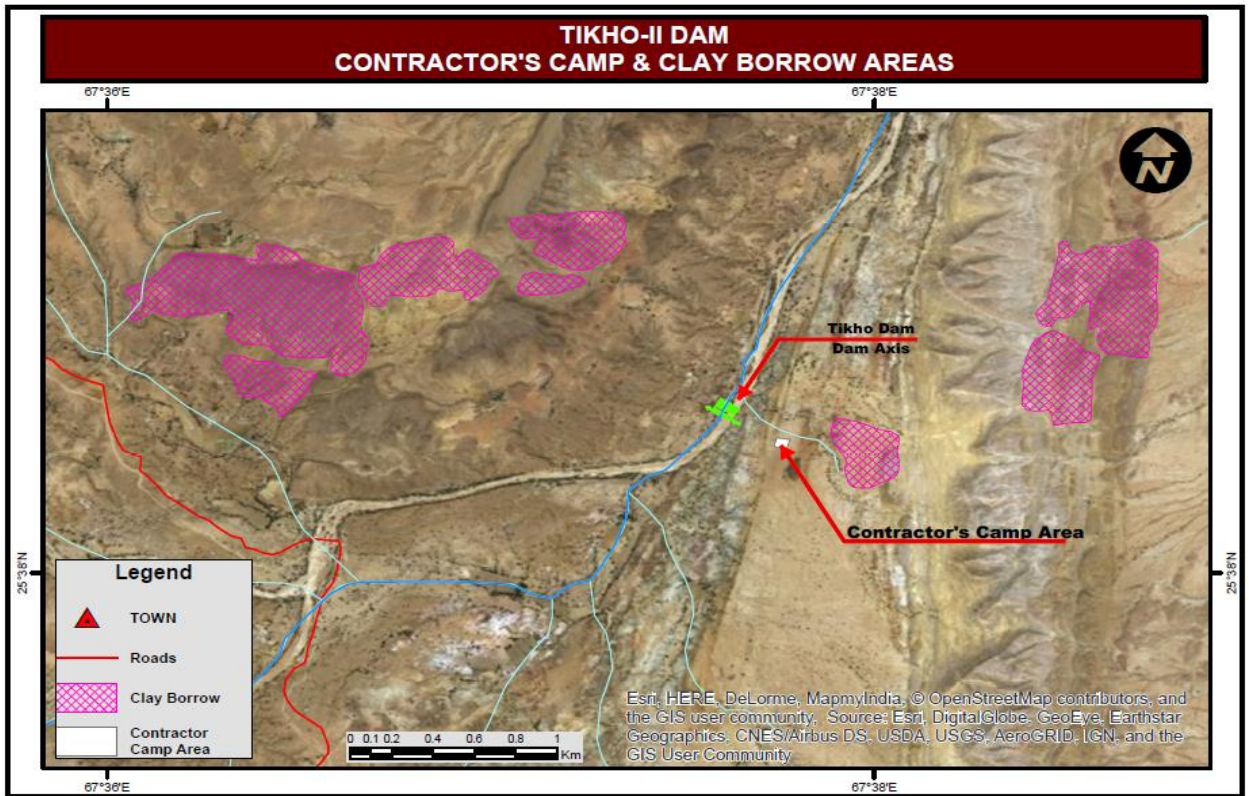 TIKHO-II DAM
CONTRACTOR'S CAMP & CLAY BORROW AREAS
67°36'E
67°38'E
N
Tikho Dam
Dam Axis
Contractor's Camp Area
25°38'N
25°38'N
Legend
TOWN
Roads
Clay Borrow
Contractor
Camp Area
0 0.1 0.2 0.4 0.6 0.8 1
Km
Esri, HERE, DeLorme, MapmyIndia, © OpenStreetMap contributors, and
the GIS user community, Source: Esri, DigitalGlobe, GeoEye, Earthstar
Geographics, CNES/Airbus DS, USDA, USGS, AeroGRID, IGN, and the
GIS User Community
67°36'E
67°38'E